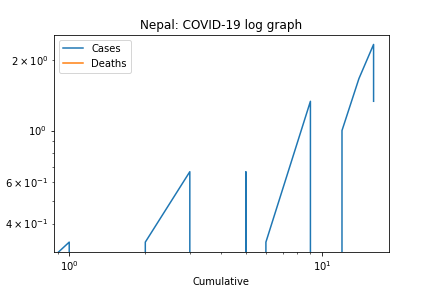 Nepal: COVID-19 log graph
Cases
Deaths
2 × 10⁰
10⁰
6 × 10⁻¹
4 × 10⁻¹
10⁰ 10¹
Cumulative